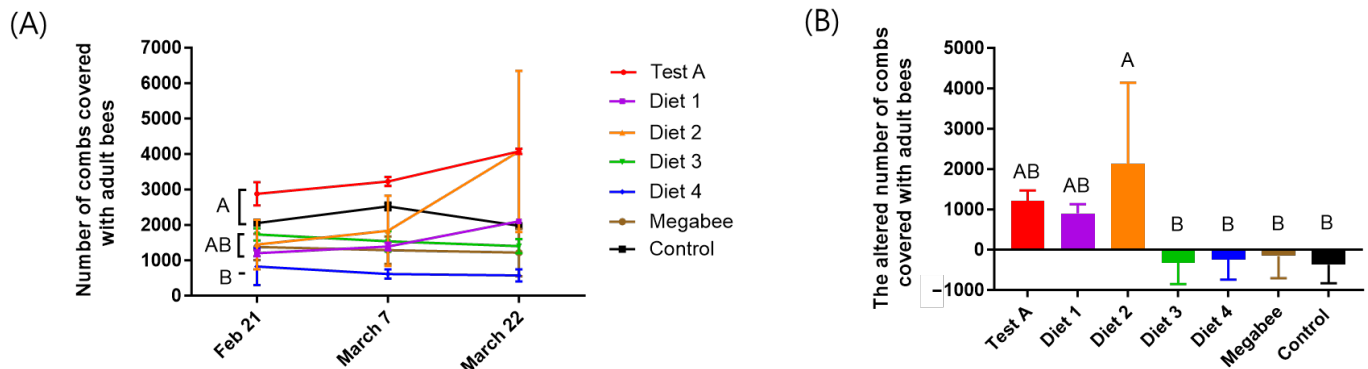 (A)
Number of combs covered
with adult bees
7000
6000
5000
4000
3000
2000
1000
0
A
AB
B
Feb 21
March 7
March 22
Test A
Diet 1
Diet 2
Diet 3
Diet 4
Megabee
Control
(B)
The altered number of combs
covered with adult bees
5000
4000
3000
2000
1000
0
-1000
AB
AB
A
B
B
B
B
Test A
Diet 1
Diet 2
Diet 3
Diet 4
Megabee
Control